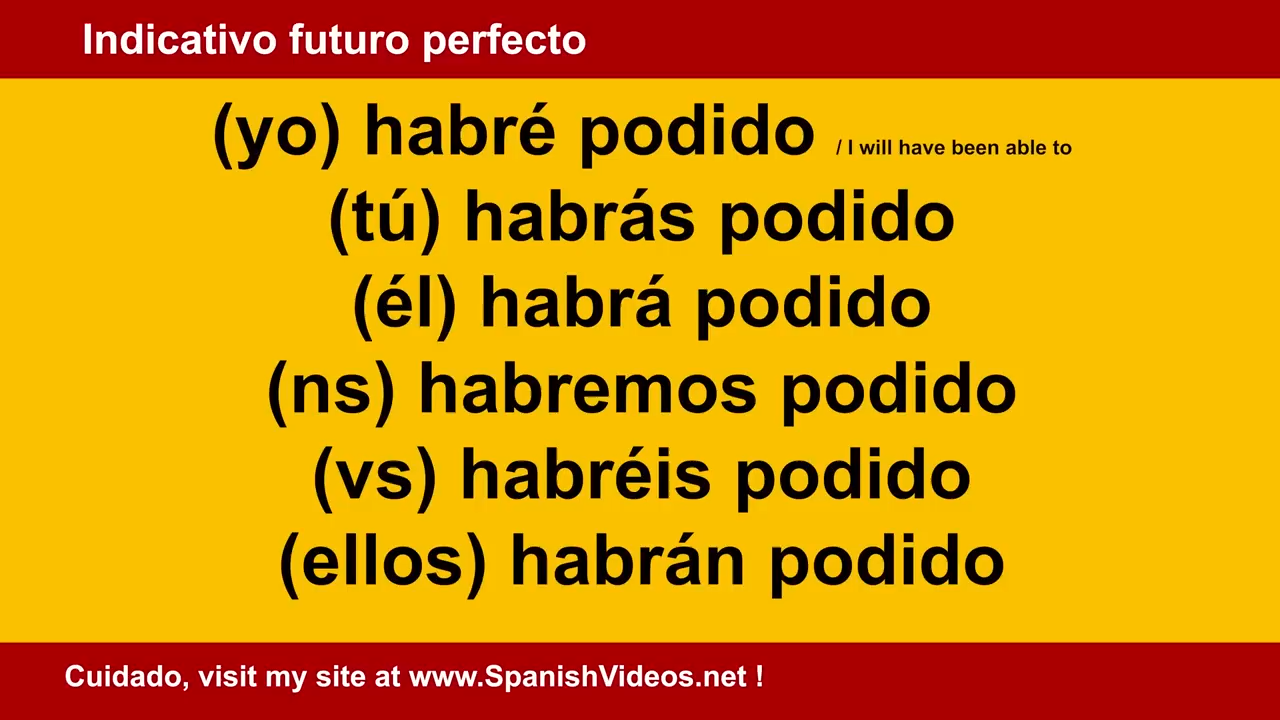 Indicativo futuro perfecto
(yo) habré podido / I will have been able to
(tú) habrás podido
(él) habrá podido
(ns) habremos podido
(vs) habréis podido
(ellos) habrán podido
Cuidado, visit my site at www.SpanishVideos.net !